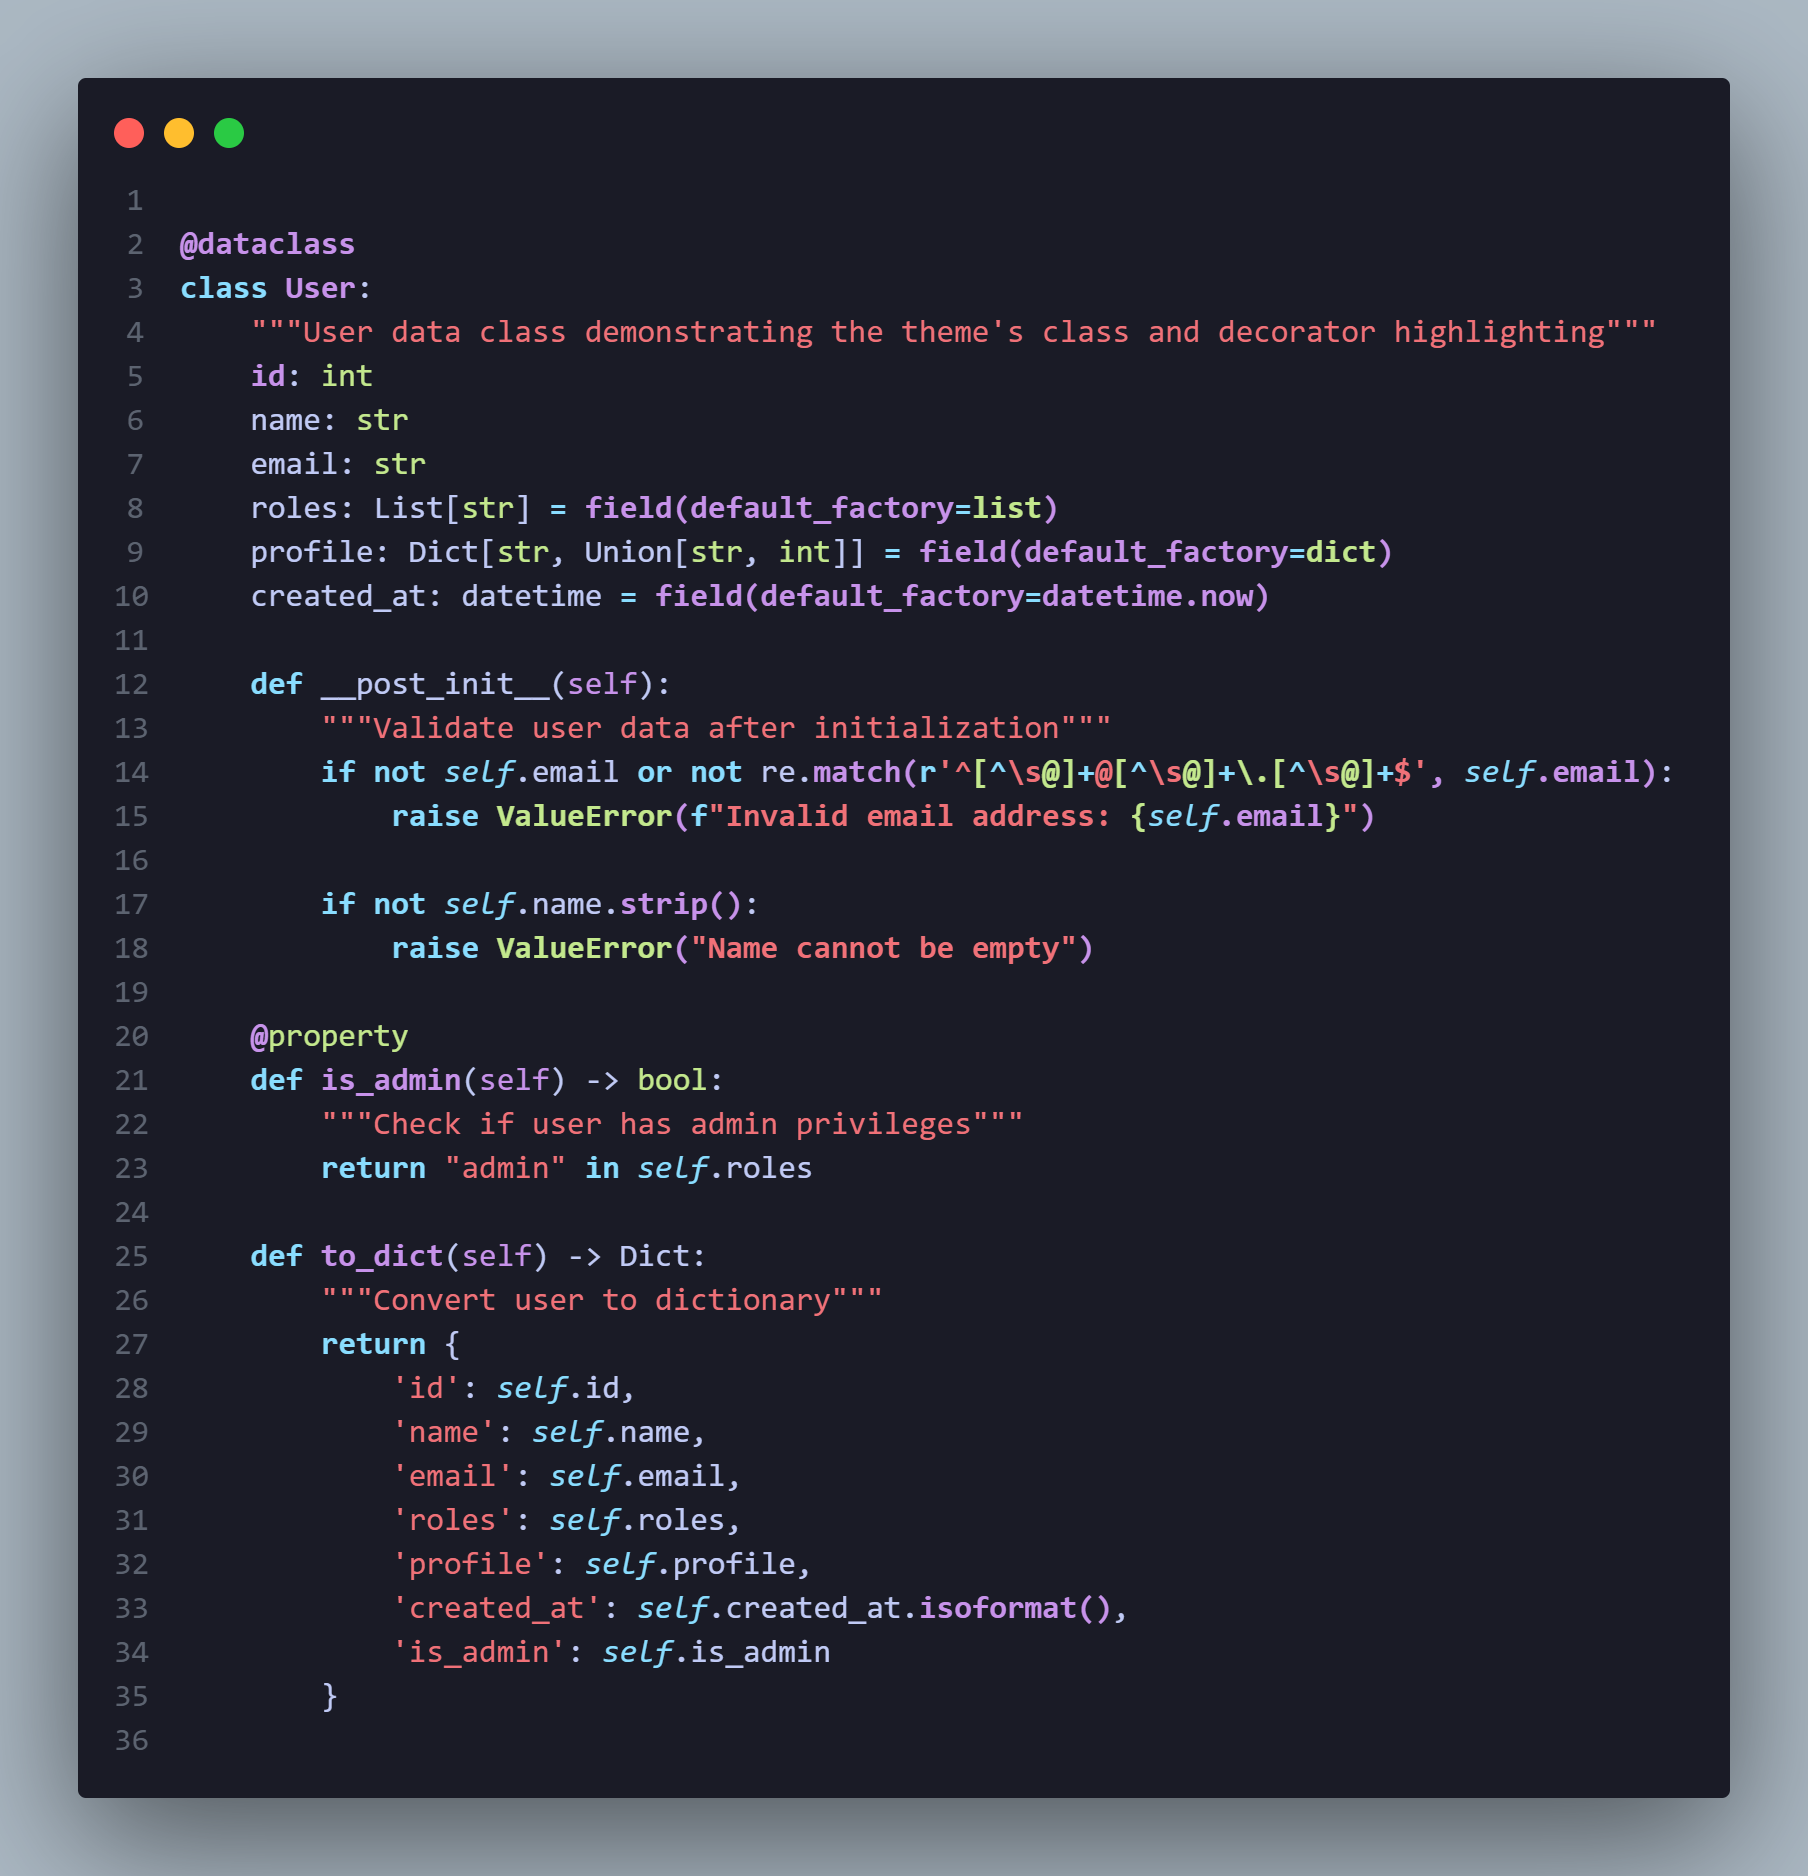 1
2 @dataclass
3 class User:
4     """User data class demonstrating the theme's class and decorator highlighting"""
5     id: int
6     name: str
7     email: str
8     roles: List[str] = field(default_factory=list)
9     profile: Dict[str, Union[str, int]] = field(default_factory=dict)
10     created_at: datetime = field(default_factory=datetime.now)
11
12     def __post_init__(self):
13         """Validate user data after initialization"""
14         if not self.email or not re.match(r'^[^\s@]+@[^\s@]+\.[^\s@]+$', self.email):
15             raise ValueError(f"Invalid email address: {self.email}")
16
17         if not self.name.strip():
18             raise ValueError("Name cannot be empty")
19
20     @property
21     def is_admin(self) -> bool:
22         """Check if user has admin privileges"""
23         return "admin" in self.roles
24
25     def to_dict(self) -> Dict:
26         """Convert user to dictionary"""
27         return {
28             'id': self.id,
29             'name': self.name,
30             'email': self.email,
31             'roles': self.roles,
32             'profile': self.profile,
33             'created_at': self.created_at.isoformat(),
34             'is_admin': self.is_admin
35         }
36